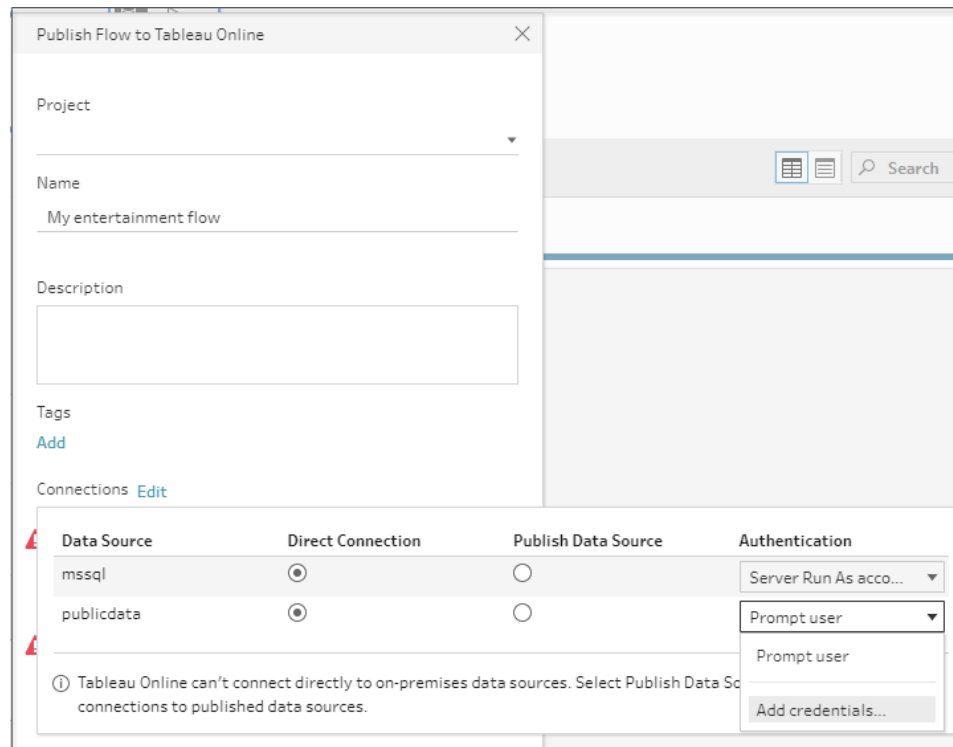 Publish Flow to Tableau Online
Project
Search
Name
My entertainment flow
Description
Tags
Add
Connections Edit
Data Source Direct Connection Publish Data Source Authentication
mssql Server Run As acco...
publicdata Prompt user
Prompt user
Tableau Online can't connect directly to on-premises data sources. Select Publish Data
connections to published data sources.
Add credentials...